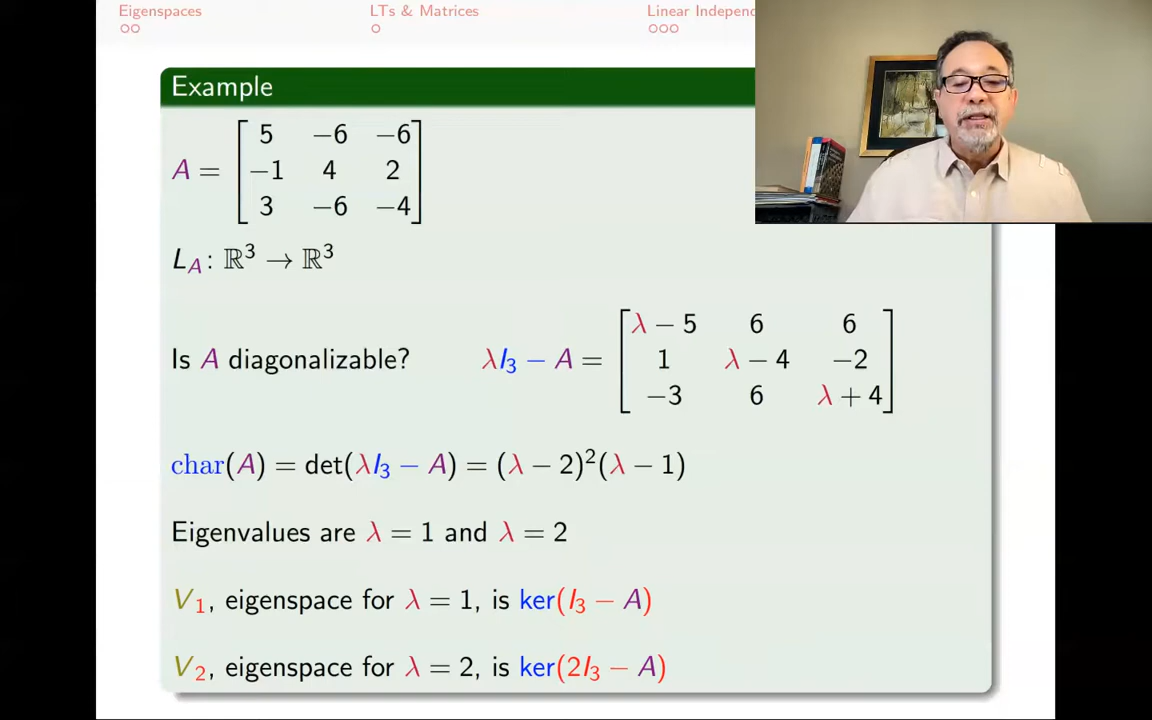 Eigenspaces LTs & Matrices Linear Indepen
Example
A = [ 5 −6 −6
−1 4 2
3 −6 −4 ]
L_A : ℝ³ → ℝ³
Is A diagonalizable? λI₃ − A = [ λ − 5 6 6
1 λ − 4 −2
−3 6 λ + 4 ]
char(A) = det(λI₃ − A) = (λ − 2)²(λ − 1)
Eigenvalues are λ = 1 and λ = 2
V₁, eigenspace for λ = 1, is ker(I₃ − A)
V₂, eigenspace for λ = 2, is ker(2I₃ − A)